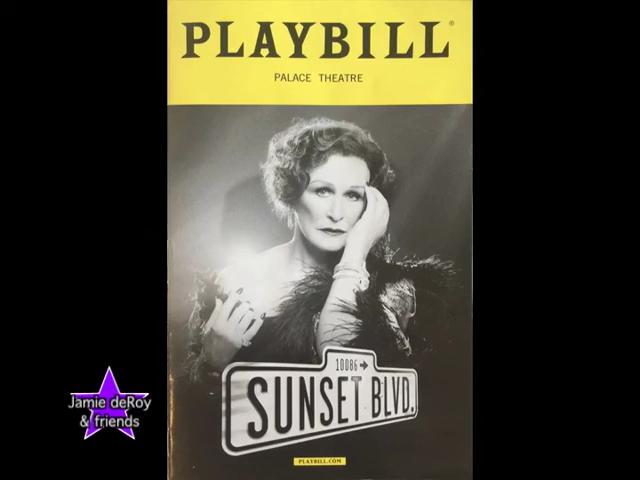 PLAYBILL®
PALACE THEATRE
10086 →
SUNSET BLVD.
PLAYBILL.COM
Jamie deRoy
& friends